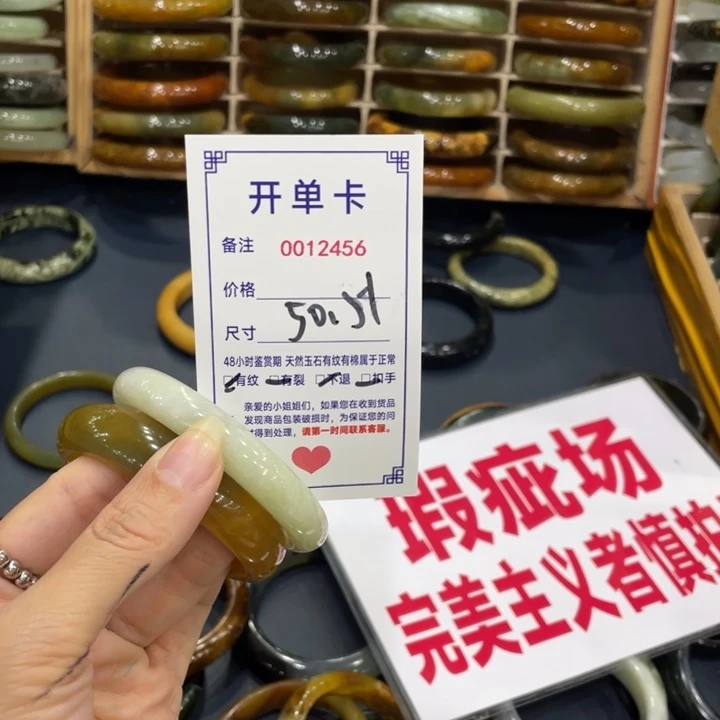 开单卡
备注 0012456
价格
尺寸 50.57
48小时鉴赏期 天然玉石有纹有棉属于正常
☐有纹 ☐有裂 ☐不退 ☐扣手
亲爱的小姐姐们，如果您在收到货品
发现商品包装破损时，为保证您的问
得到处理，请第一时间联系客服。
瑕疵场
完美主义者慎拍